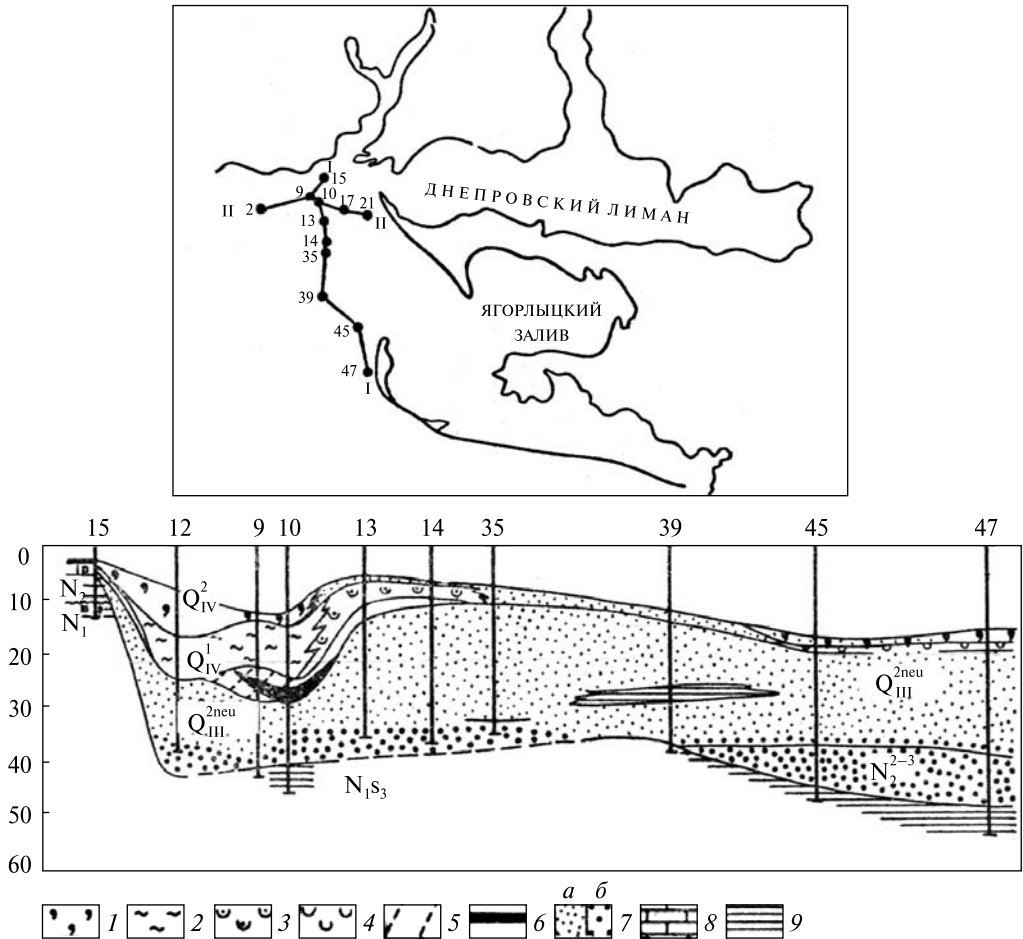 I
15
9 10 17 21
II 2 II
ДНЕПРОВСКИЙ ЛИМАН
13
14
35
39
ЯГОРЛЫЦКИЙ
ЗАЛИВ
45
47
I
15 12 9 10 13 14 35 39 45 47
0
10
20
30
40
50
60
N2
N1
Q²IV
Q¹IV
Q²ⁿᵉᵘIII
Q²ⁿᵉᵘIII
N₂²⁻³
N₁s₃
а б
1 2 3 4 5 6 7 8 9